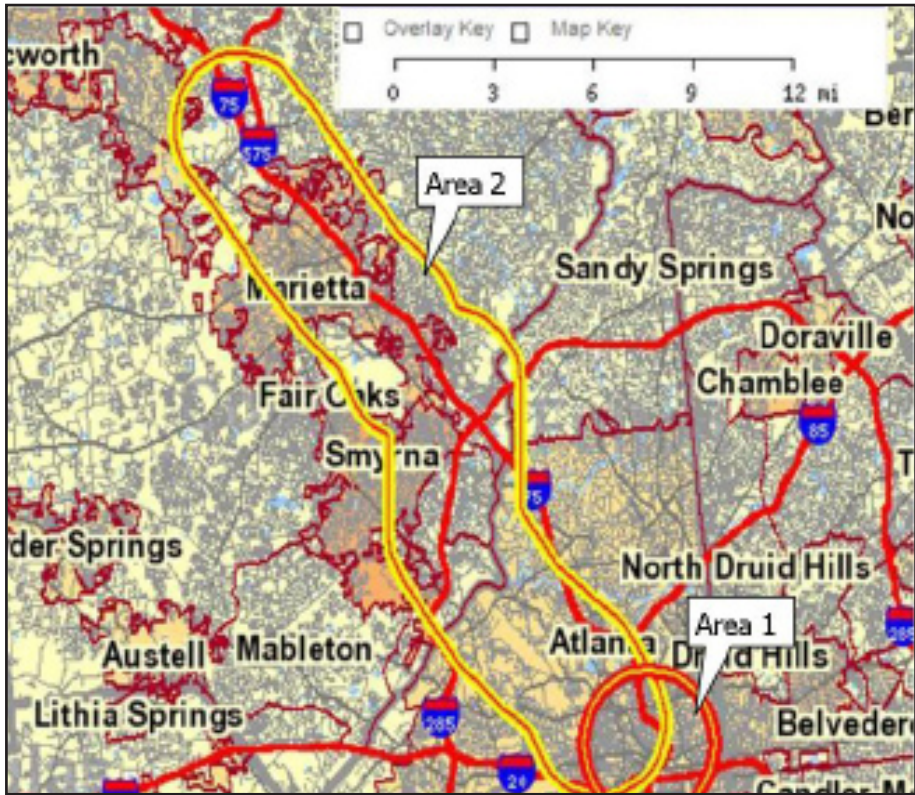 Overlay Key Map Key
0 3 6 9 12 mi
cworth
75
575
Ber
Area 2
No
Sandy Springs
Marietta
Doraville
Chamblee
Fair Oaks
85
Smyrna
75
T
der Springs
North Druid Hills
Area 1
285
Atlanta
Druid Hills
Mableton
Austell
Lithia Springs
285
Belvedere
20
Candler-M